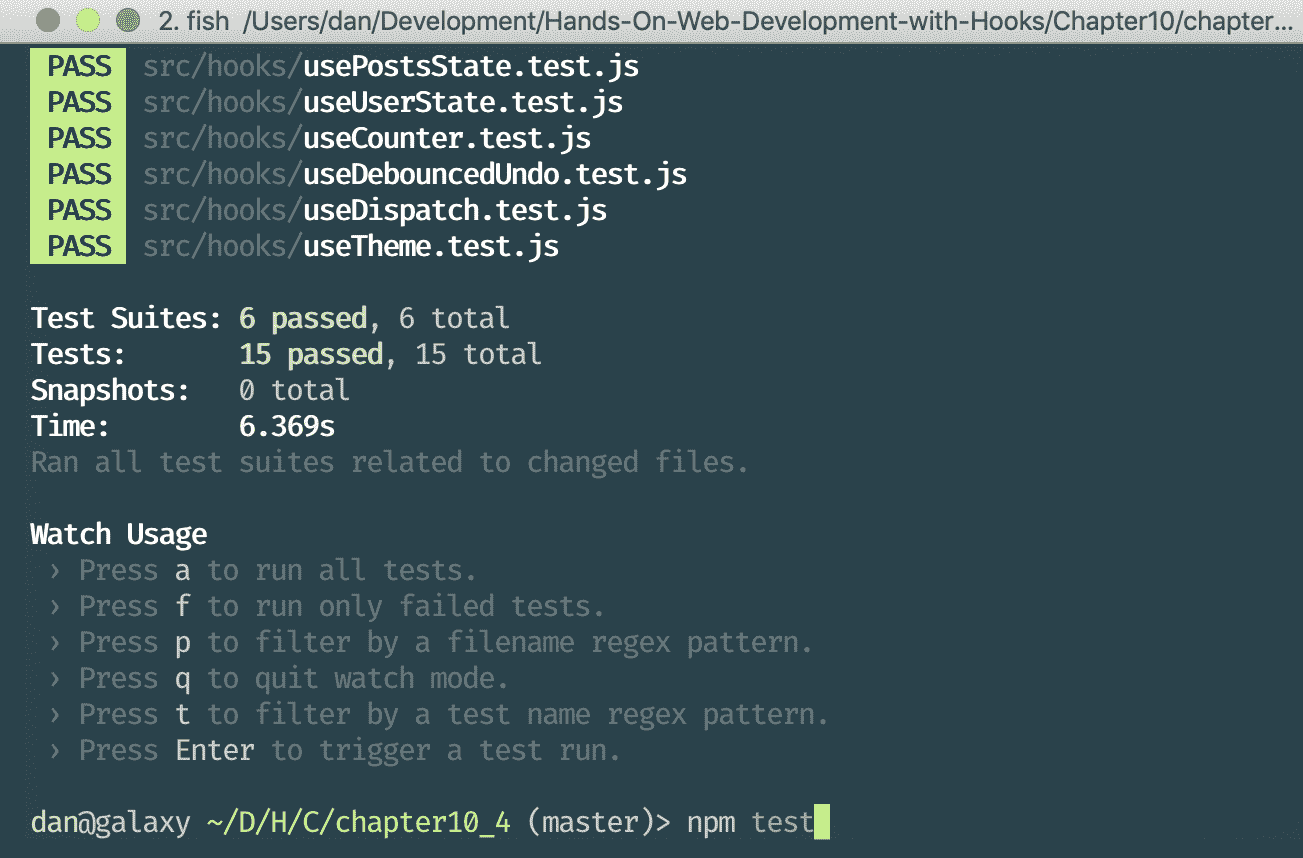 2. fish /Users/dan/Development/Hands-On-Web-Development-with-Hooks/Chapter10/chapter...
PASS src/hooks/usePostsState.test.js
PASS src/hooks/useUserState.test.js
PASS src/hooks/useCounter.test.js
PASS src/hooks/useDebouncedUndo.test.js
PASS src/hooks/useDispatch.test.js
PASS src/hooks/useTheme.test.js
Test Suites: 6 passed, 6 total
Tests: 15 passed, 15 total
Snapshots: 0 total
Time: 6.369s
Ran all test suites related to changed files.
Watch Usage
› Press a to run all tests.
› Press f to run only failed tests.
› Press p to filter by a filename regex pattern.
› Press q to quit watch mode.
› Press t to filter by a test name regex pattern.
› Press Enter to trigger a test run.
dan@galaxy ~/D/H/C/chapter10_4 (master)> npm test